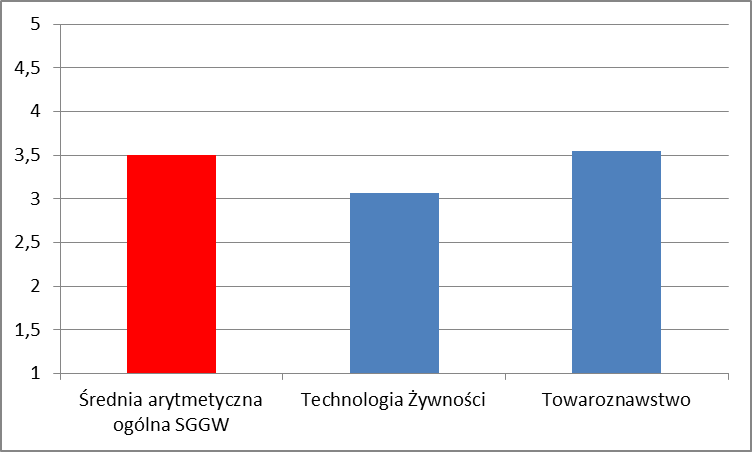 5
4,5
4
3,5
3
2,5
2
1,5
1
Średnia arytmetyczna
ogólna SGGW
Technologia Żywności
Towaroznawstwo